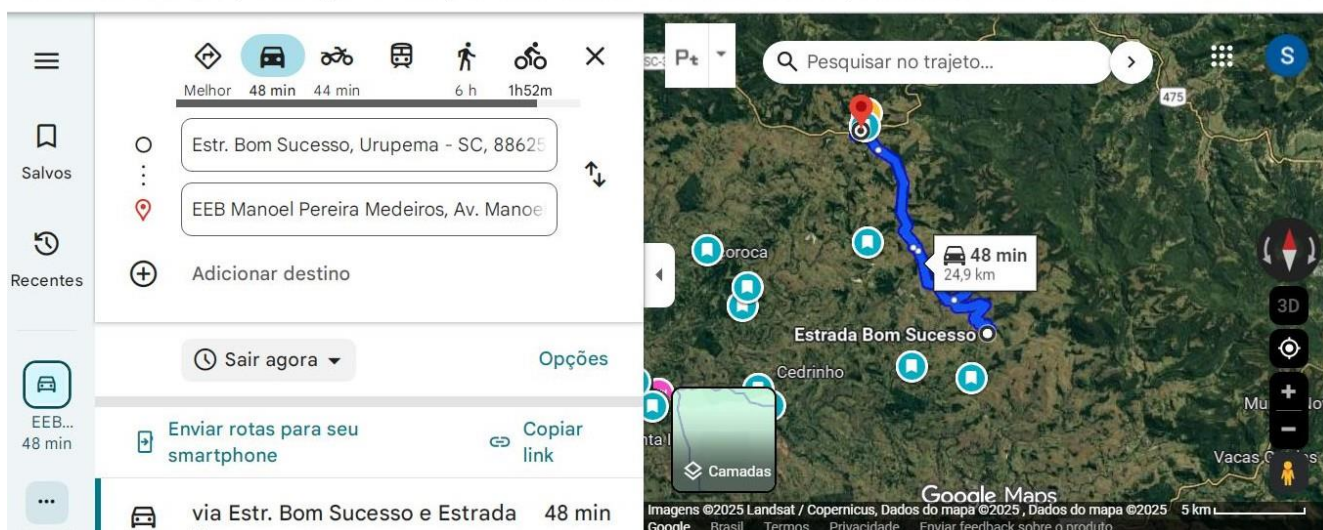 Melhor 48 min 44 min 6 h 1h52m
Estr. Bom Sucesso, Urupema - SC, 88625
EEB Manoel Pereira Medeiros, Av. Manoe
Adicionar destino
Salvos
Recentes
EEB...
48 min
Sair agora
Opções
Enviar rotas para seu
smartphone
Copiar
link
via Estr. Bom Sucesso e Estrada 48 min
Pesquisar no trajeto...
S
475
48 min
24,9 km
Estrada Bom Sucesso
Cedrinho
3D
Camadas
Google Maps
Imagens ©2025 Landsat / Copernicus, Dados do mapa ©2025 , Dados do mapa ©2025 5 km
Google Brasil Termos Privacidade Enviar feedback sobre o produto